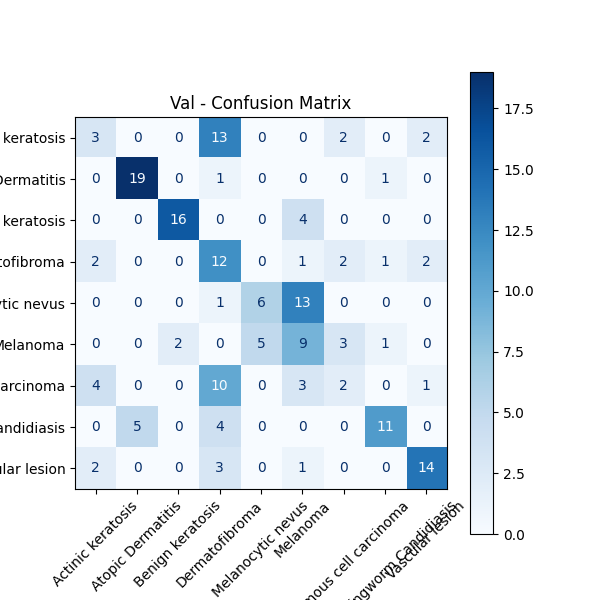 Val - Confusion Matrix
keratosis 3 0 0 13 0 0 2 0 2
Dermatitis 0 19 0 1 0 0 0 1 0
keratosis 0 0 16 0 0 4 0 0 0
tofibroma 2 0 0 12 0 1 2 1 2
ytic nevus 0 0 0 1 6 13 0 0 0
Melanoma 0 0 2 0 5 9 3 1 0
arcinoma 4 0 0 10 0 3 2 0 1
andidiasis 0 5 0 4 0 0 0 11 0
ular lesion 2 0 0 3 0 1 0 0 14
Actinic keratosis
Atopic Dermatitis
Benign keratosis
Dermatofibroma
Melanocytic nevus
Melanoma
mous cell carcinoma
ngworm Candidiasis
Vascular lesion
17.5
15.0
12.5
10.0
7.5
5.0
2.5
0.0